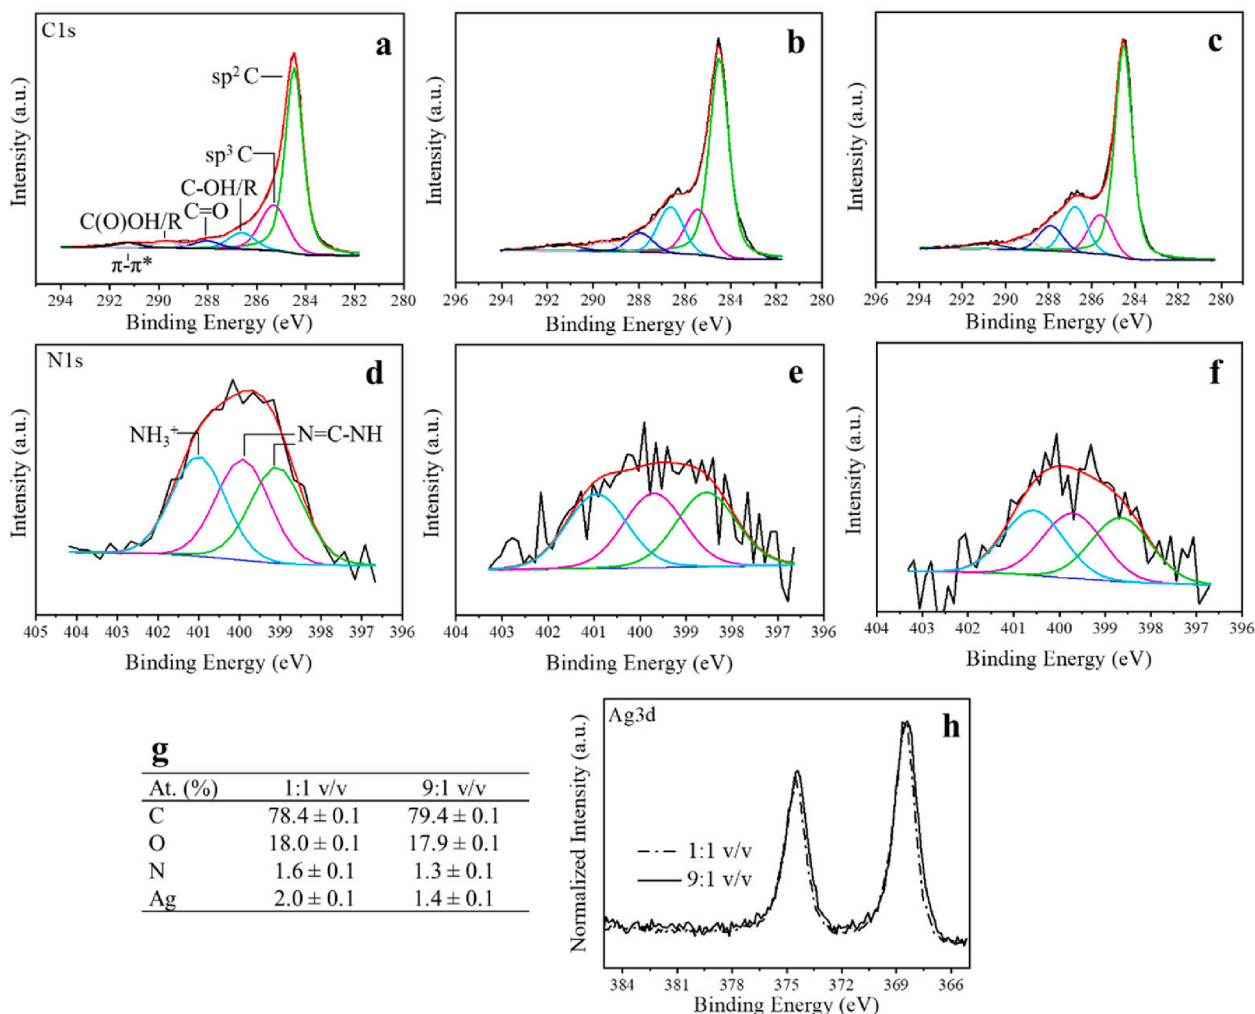 C1s
a
sp² C
sp³ C
C-OH/R
C=O
C(O)OH/R
π-π*
Intensity (a.u.)
294 292 290 288 286 284 282 280
Binding Energy (eV)
b
Intensity (a.u.)
296 294 292 290 288 286 284 282 280
Binding Energy (eV)
c
Intensity (a.u.)
296 294 292 290 288 286 284 282 280
Binding Energy (eV)
N1s
d
NH₃⁺
N=C-NH
Intensity (a.u.)
405 404 403 402 401 400 399 398 397 396
Binding Energy (eV)
e
Intensity (a.u.)
404 403 402 401 400 399 398 397 396
Binding Energy (eV)
f
Intensity (a.u.)
404 403 402 401 400 399 398 397 396
Binding Energy (eV)
g
At. (%) 1:1 v/v 9:1 v/v
C 78.4 ± 0.1 79.4 ± 0.1
O 18.0 ± 0.1 17.9 ± 0.1
N 1.6 ± 0.1 1.3 ± 0.1
Ag 2.0 ± 0.1 1.4 ± 0.1
Ag3d
h
1:1 v/v
9:1 v/v
Normalized Intensity (a.u.)
384 381 378 375 372 369 366
Binding Energy (eV)